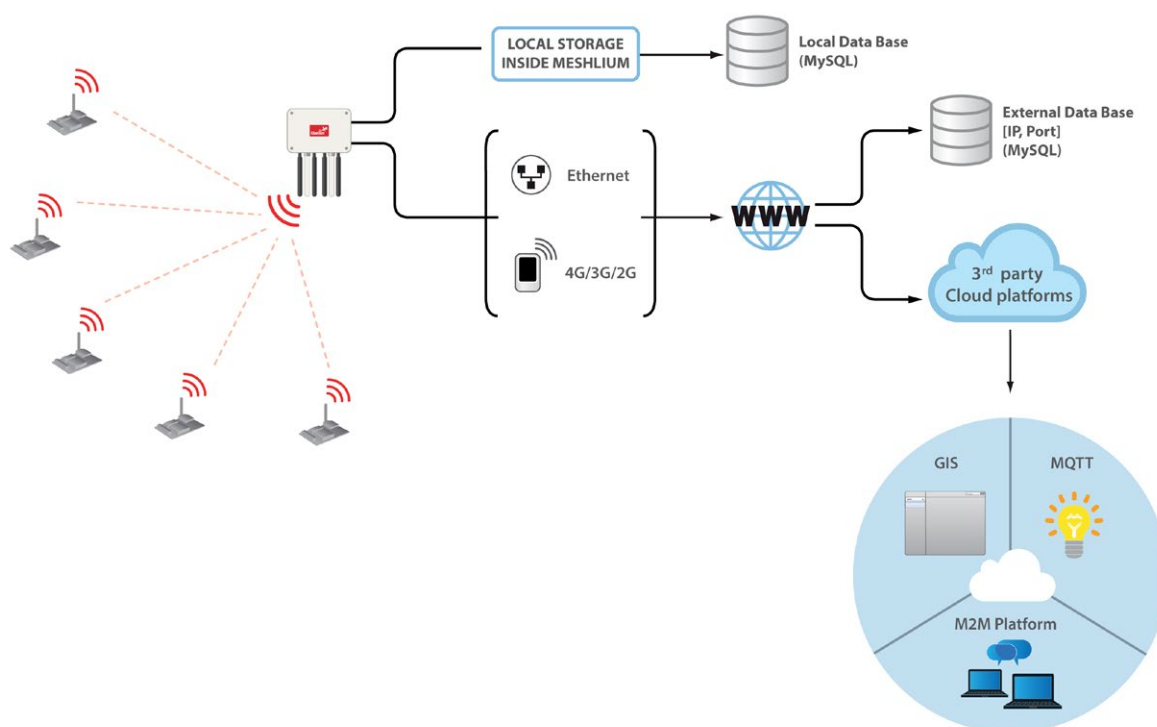 LOCAL STORAGE
INSIDE MESHLIUM
Local Data Base
(MySQL)
External Data Base
[IP, Port]
(MySQL)
Ethernet
4G/3G/2G
WWW
3rd party
Cloud platforms
GIS
MQTT
M2M Platform